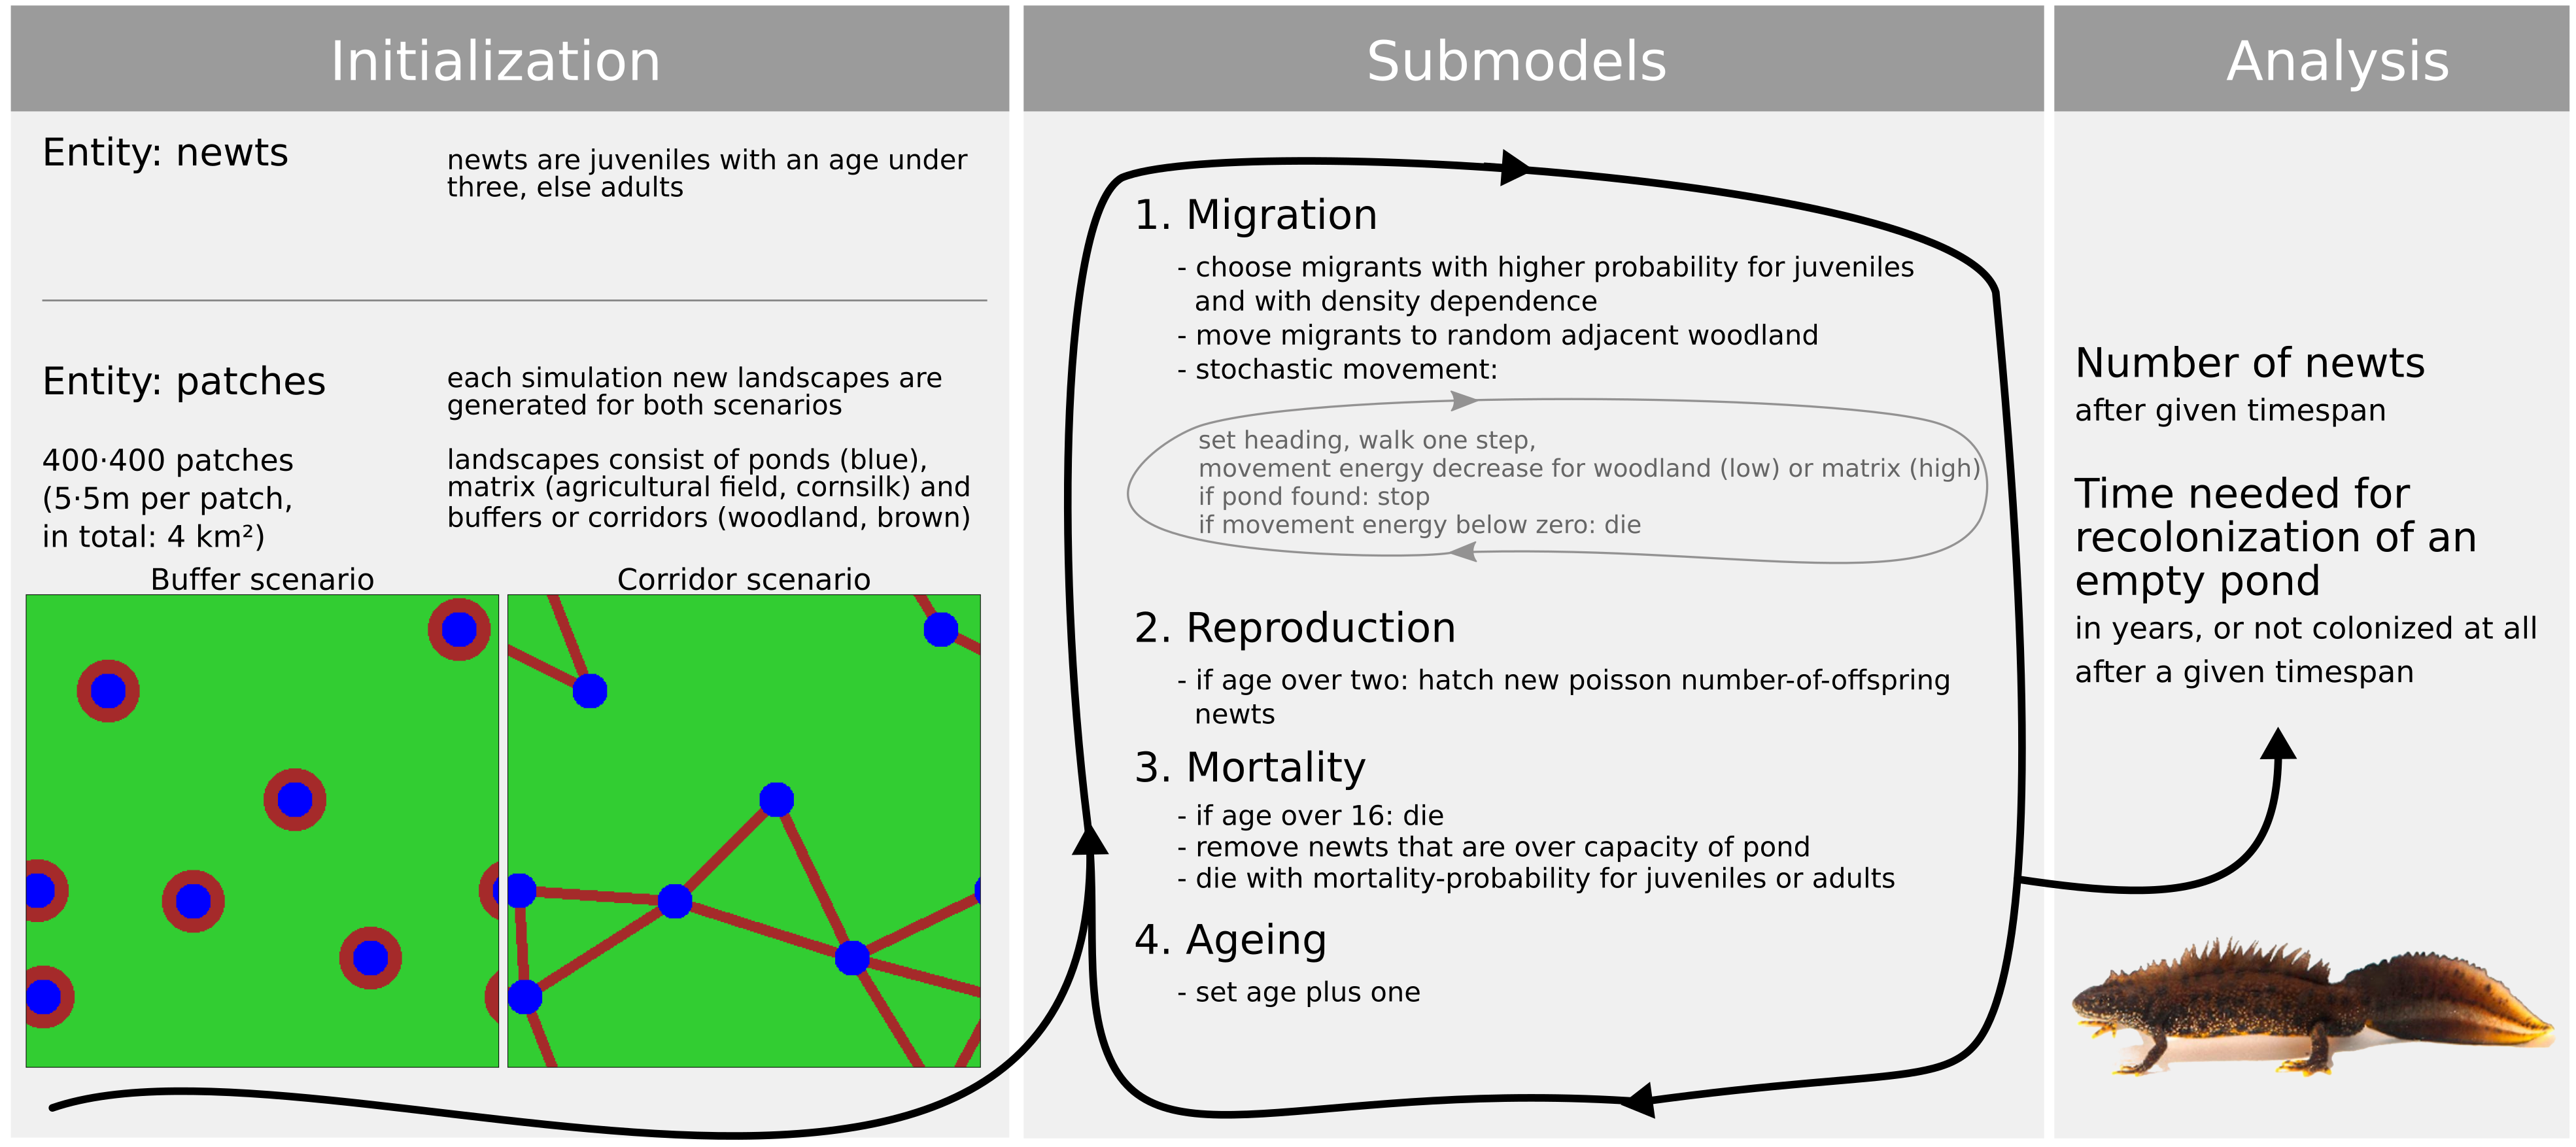 Initialization
Entity: newts
newts are juveniles with an age under
three, else adults
Entity: patches
each simulation new landscapes are
generated for both scenarios
400·400 patches
(5·5m per patch,
in total: 4 km²)
landscapes consist of ponds (blue),
matrix (agricultural field, cornsilk) and
buffers or corridors (woodland, brown)
Buffer scenario
Corridor scenario
Submodels
1. Migration
- choose migrants with higher probability for juveniles
and with density dependence
- move migrants to random adjacent woodland
- stochastic movement:
set heading, walk one step,
movement energy decrease for woodland (low) or matrix (high)
if pond found: stop
if movement energy below zero: die
2. Reproduction
- if age over two: hatch new poisson number-of-offspring
newts
3. Mortality
- if age over 16: die
- remove newts that are over capacity of pond
- die with mortality-probability for juveniles or adults
4. Ageing
- set age plus one
Analysis
Number of newts
after given timespan
Time needed for
recolonization of an
empty pond
in years, or not colonized at all
after a given timespan